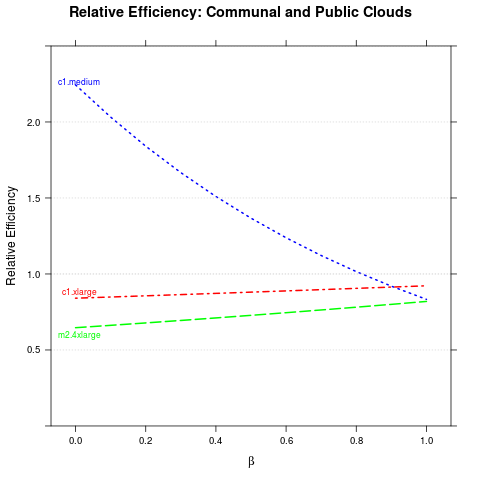 Relative Efficiency: Communal and Public Clouds
Relative Efficiency
2.0
1.5
1.0
0.5
c1.medium
c1.xlarge
m2.4xlarge
0.0 0.2 0.4 0.6 0.8 1.0
β